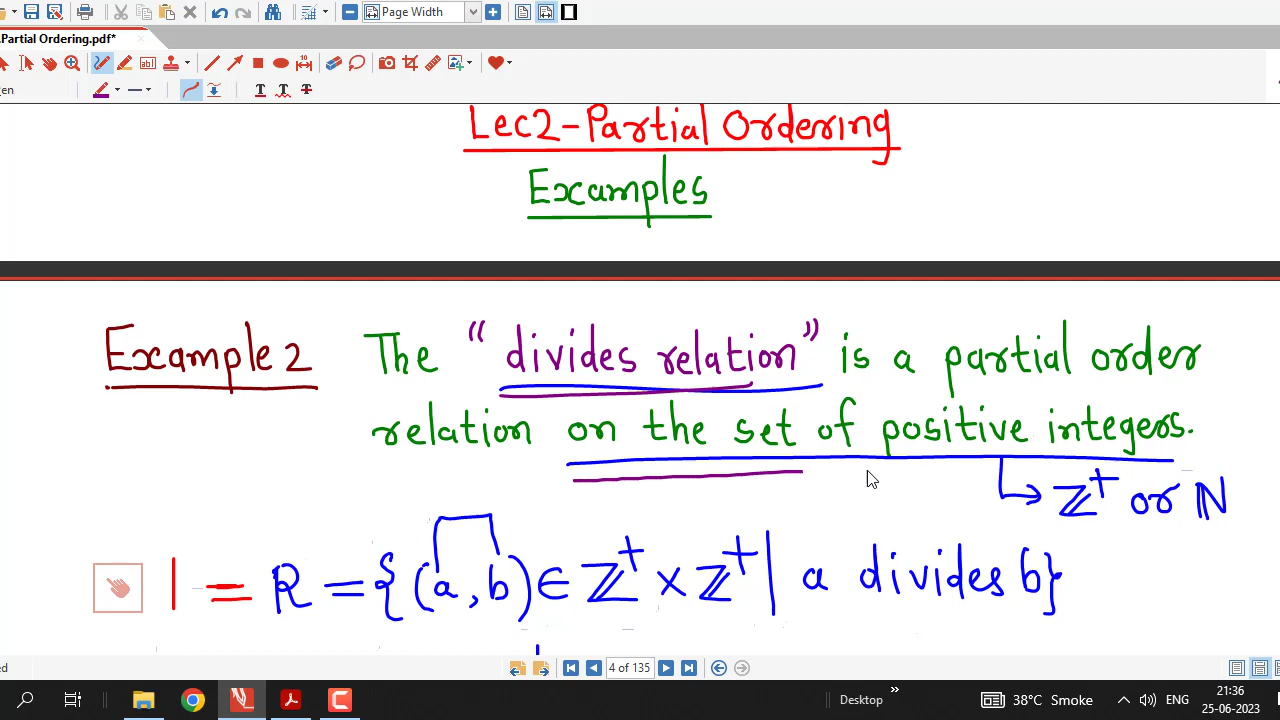 Page Width
.Partial Ordering.pdf*
en
Lec2-Partial Ordering
Examples
Example 2 The "divides relation" is a partial order
relation on the set of positive integers.
→ ℤ⁺ or ℕ
| = R = {(a, b) ∈ ℤ⁺ × ℤ⁺ | a divides b}
ed
4 of 135
Desktop
»
38°C Smoke
ENG
21:36
25-06-2023